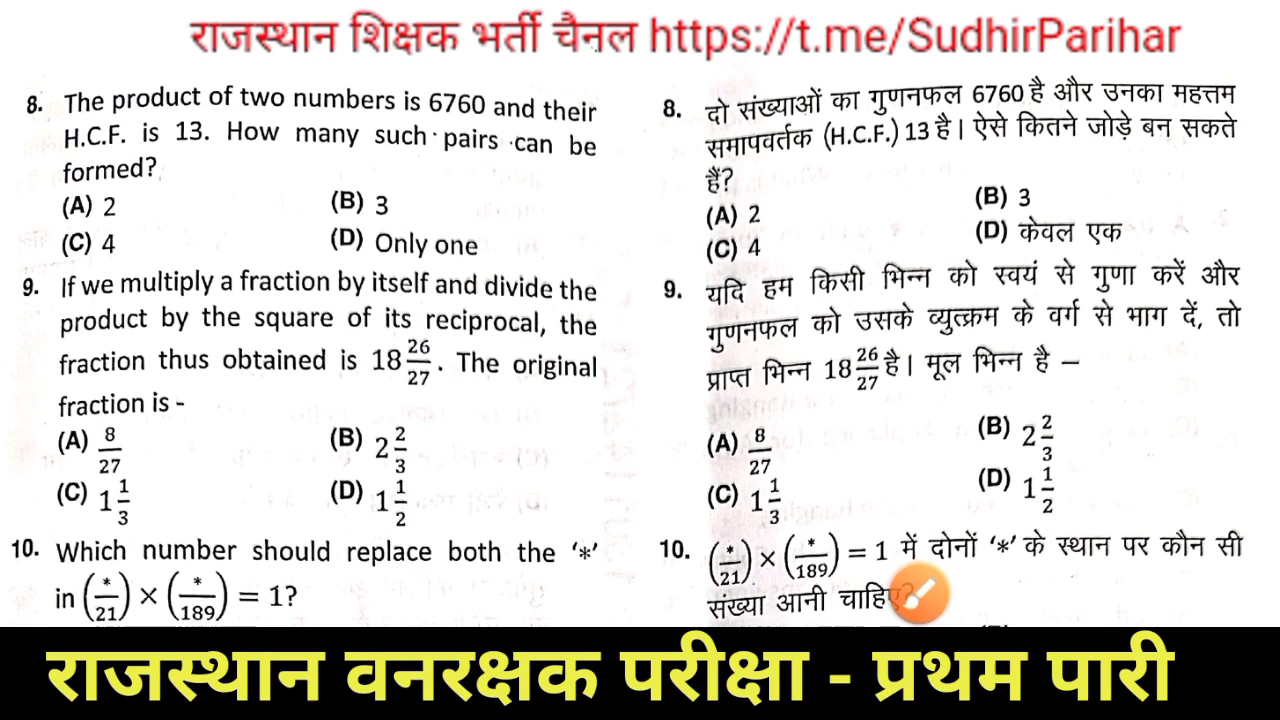 राजस्थान शिक्षक भर्ती चैनल https://t.me/SudhirParihar
8. The product of two numbers is 6760 and their
H.C.F. is 13. How many such pairs can be
formed?
(A) 2 (B) 3
(C) 4 (D) Only one
9. If we multiply a fraction by itself and divide the
product by the square of its reciprocal, the
fraction thus obtained is 18 26/27. The original
fraction is -
(A) 8/27 (B) 2 2/3
(C) 1 1/3 (D) 1 1/2
10. Which number should replace both the ‘*’
in (*/21) × (*/189) = 1?
8. दो संख्याओं का गुणनफल 6760 है और उनका महत्तम
समापवर्तक (H.C.F.) 13 है। ऐसे कितने जोड़े बन सकते
हैं?
(A) 2 (B) 3
(C) 4 (D) केवल एक
9. यदि हम किसी भिन्न को स्वयं से गुणा करें और
गुणनफल को उसके व्युत्क्रम के वर्ग से भाग दें, तो
प्राप्त भिन्न 18 26/27 है। मूल भिन्न है –
(A) 8/27 (B) 2 2/3
(C) 1 1/3 (D) 1 1/2
10. (*/21) × (*/189) = 1 में दोनों ‘*’ के स्थान पर कौन सी
संख्या आनी चाहिए?
राजस्थान वनरक्षक परीक्षा - प्रथम पारी